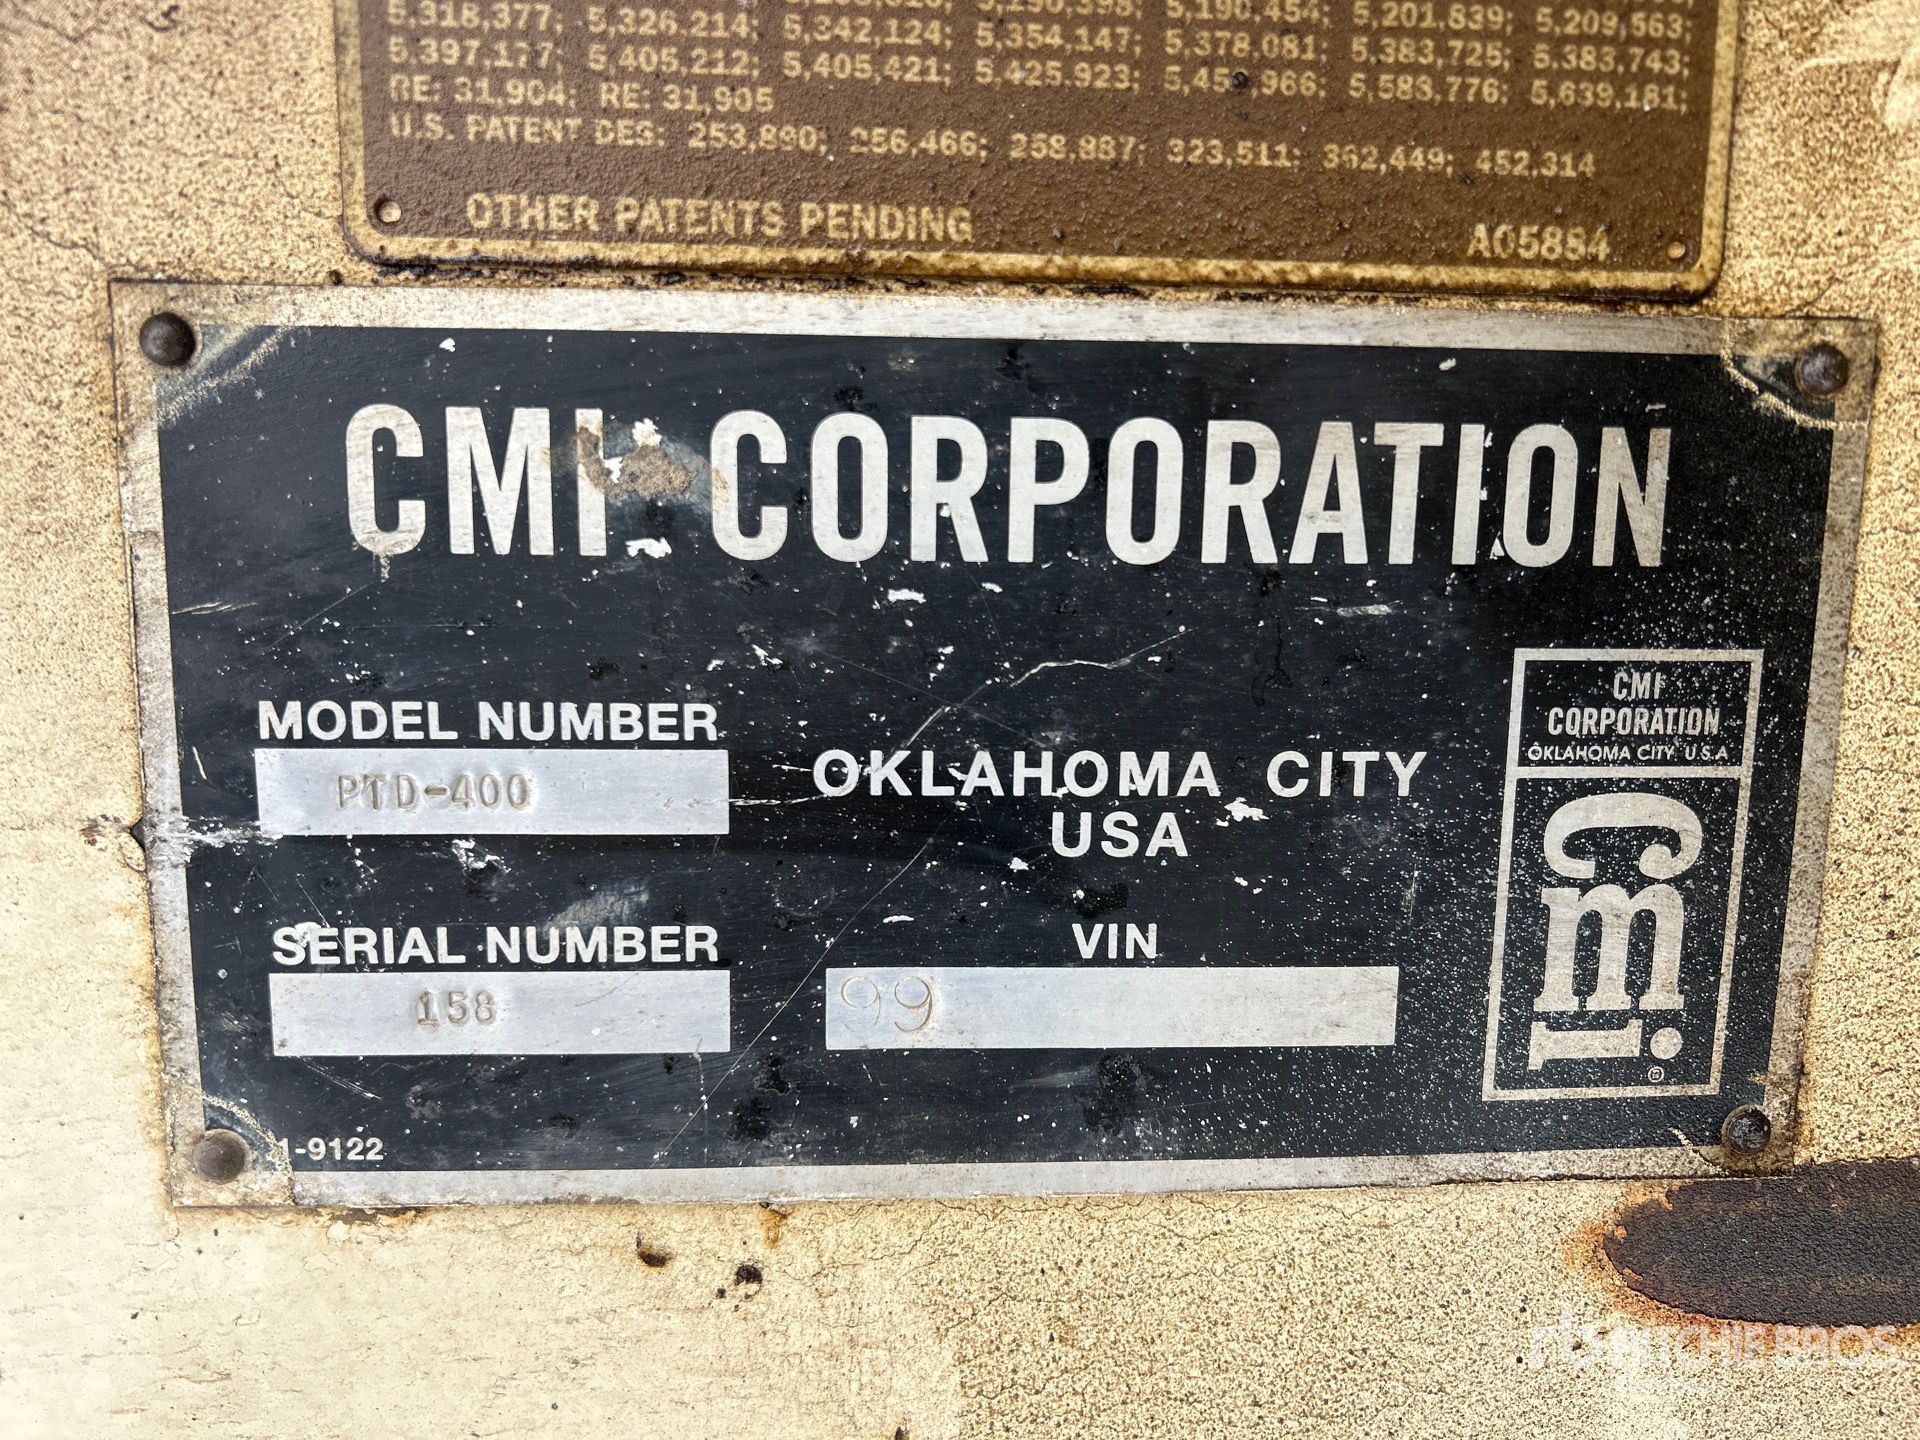 5,318,377; 5,326,214; 5,342,124; 5,354,147; 5,378,081; 5,383,725; 5,383,743;
5,397,177; 5,405,212; 5,405,421; 5,425,923; 5,588,776; 5,639,181;
RE: 31,904; RE: 31,905
U.S. PATENT DES: 253,890; 256,466; 258,887; 323,511; 362,449; 452,314
OTHER PATENTS PENDING
A05884
CMI CORPORATION
MODEL NUMBER
PTD-400
OKLAHOMA CITY
USA
SERIAL NUMBER
158
VIN
99
CMI
CORPORATION
OKLAHOMA CITY U.S.A
cmi
®
1-9122
rb RITCHIE BROS.